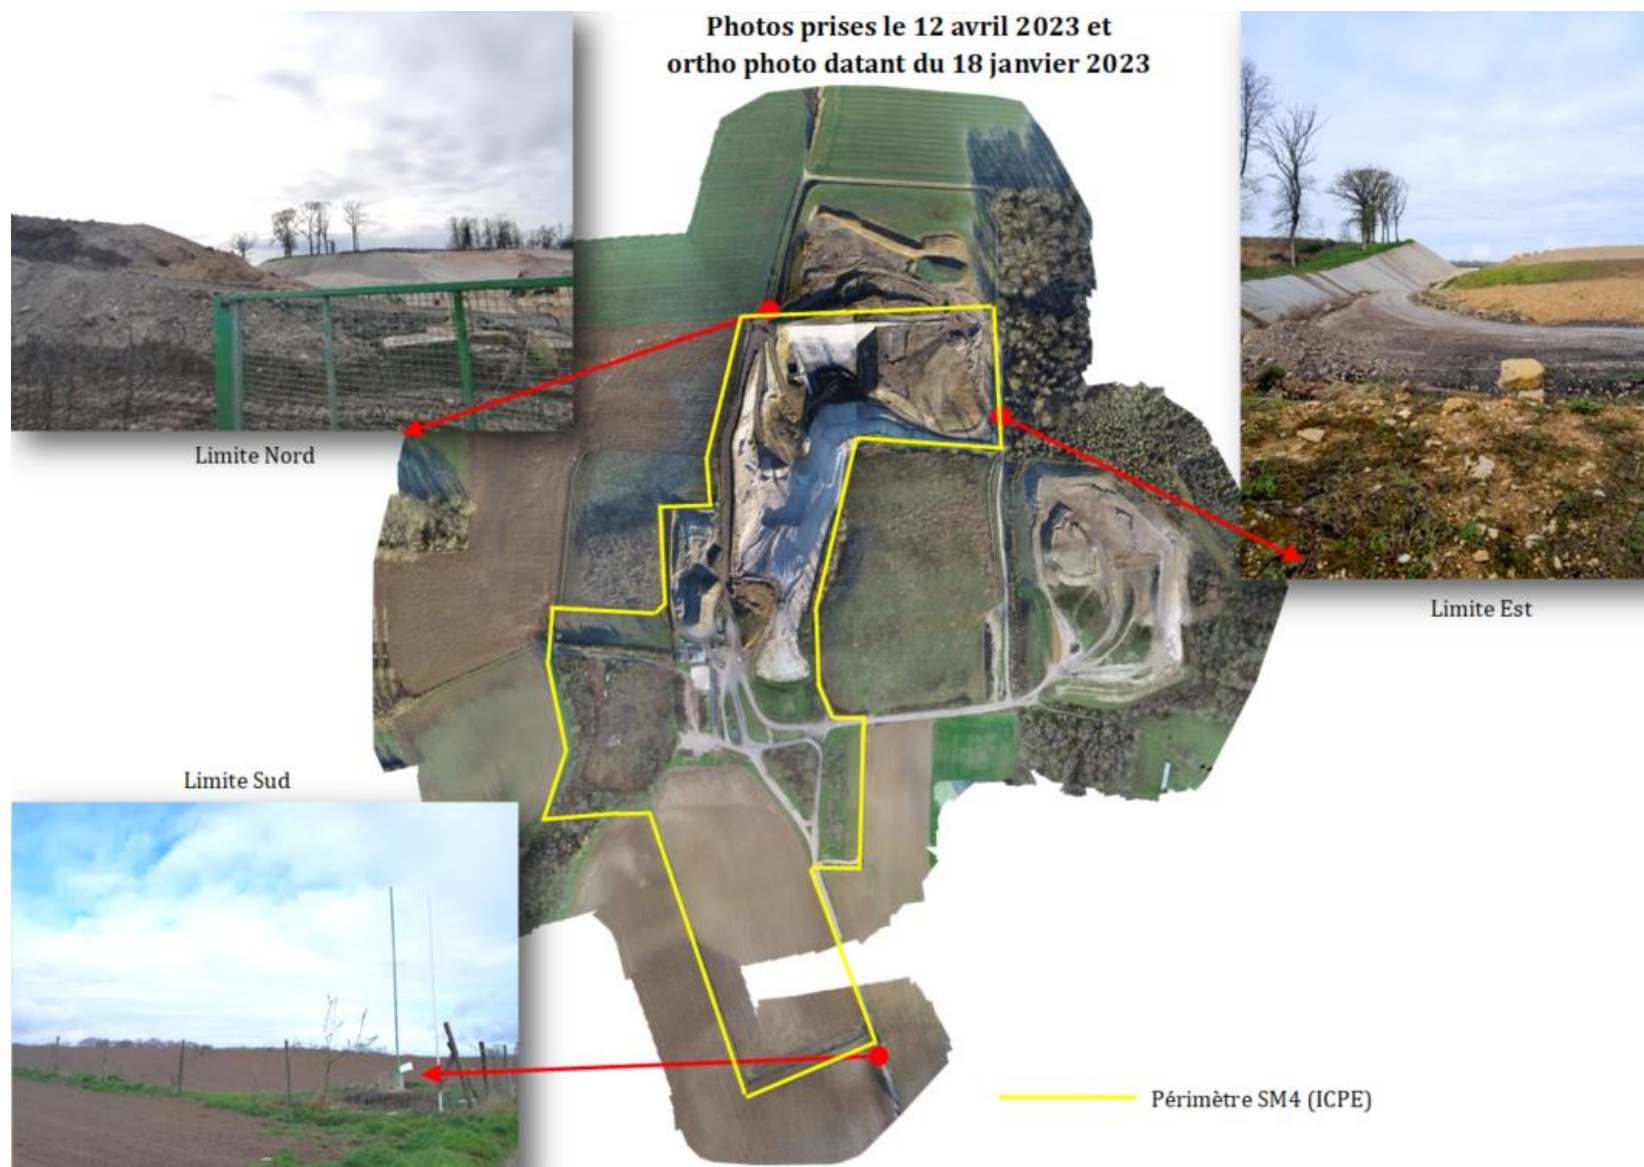 Photos prises le 12 avril 2023 et
ortho photo datant du 18 janvier 2023
Limite Nord
Limite Est
Limite Sud
Périmètre SM4 (ICPE)